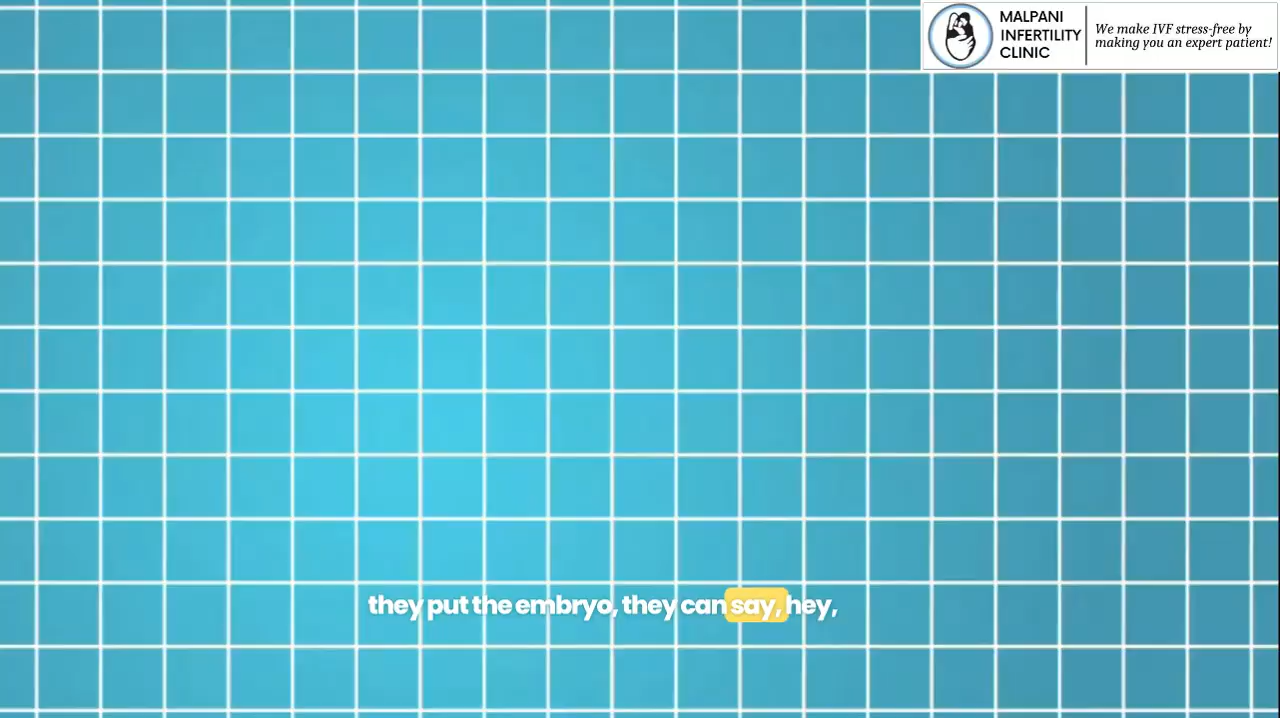 MALPANI
INFERTILITY
CLINIC
We make IVF stress-free by
making you an expert patient!
they put the embryo, they can say, hey,